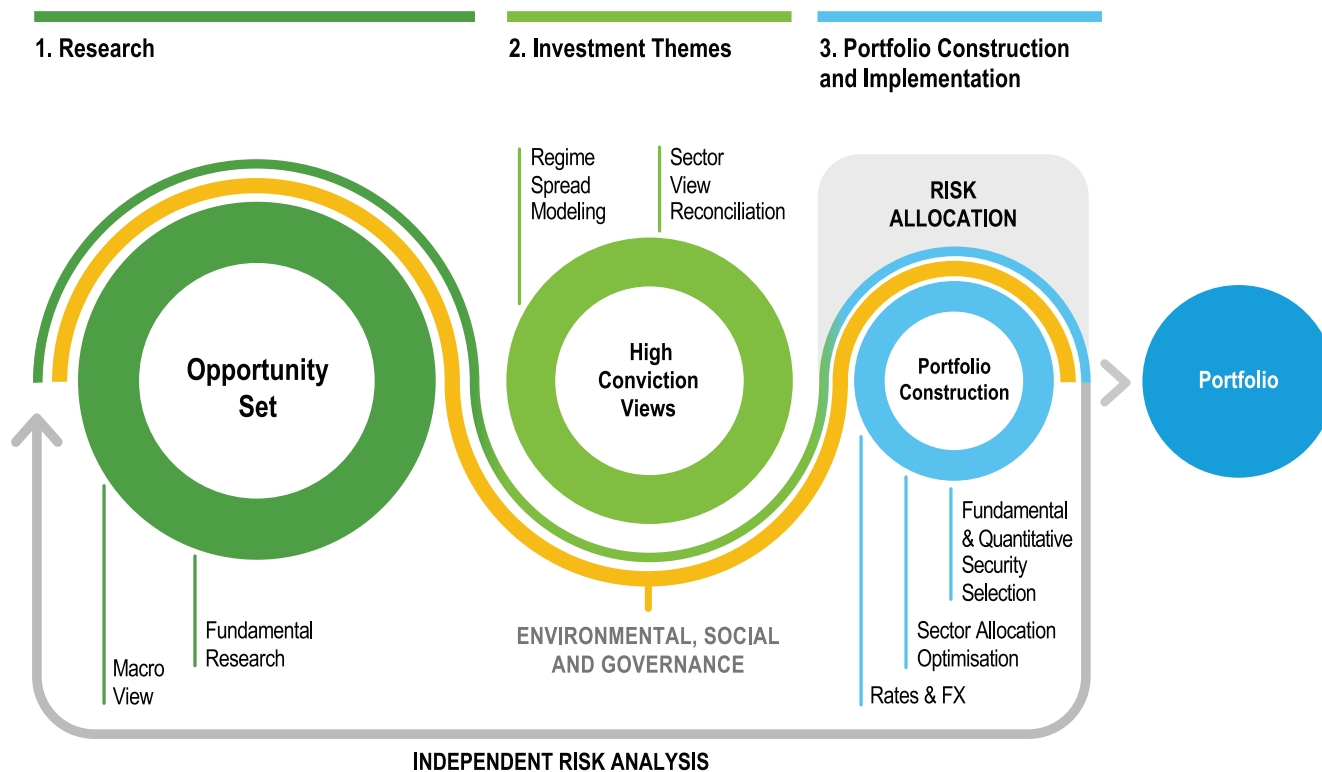 1. Research
2. Investment Themes
3. Portfolio Construction
and Implementation
Regime
Spread
Modeling
Sector
View
Reconciliation
RISK
ALLOCATION
Opportunity
Set
High
Conviction
Views
Portfolio
Construction
Portfolio
Fundamental
& Quantitative
Security
Selection
Fundamental
Research
ENVIRONMENTAL, SOCIAL
AND GOVERNANCE
Sector Allocation
Optimisation
Macro
View
Rates & FX
INDEPENDENT RISK ANALYSIS